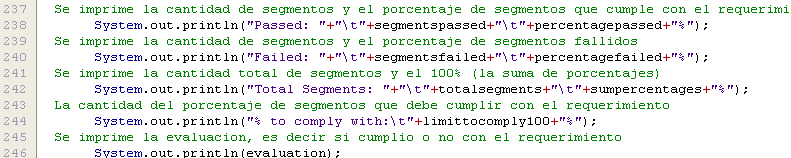 237 Se imprime la cantidad de segmentos y el porcentaje de segmentos que cumple con el requerimi
238 System.out.println("Passed: "+"\t"+segmentspassed+"\t"+percentagepassed+"%");
239 Se imprime la cantidad de segmentos y el porcentaje de segmentos fallidos
240 System.out.println("Failed: "+"\t"+segmentsfailed+"\t"+percentagefailed+"%");
241 Se imprime la cantidad total de segmentos y el 100% (la suma de porcentajes)
242 System.out.println("Total Segments: "+"\t"+totalsegments+"\t"+sumpercentages+"%");
243 La cantidad del porcentaje de segmentos que debe cumplir con el requerimiento
244 System.out.println("% to comply with:\t"+limittocomply100+"%");
245 Se imprime la evaluacion, es decir si cumplio o no con el requerimiento
246 System.out.println(evaluation);